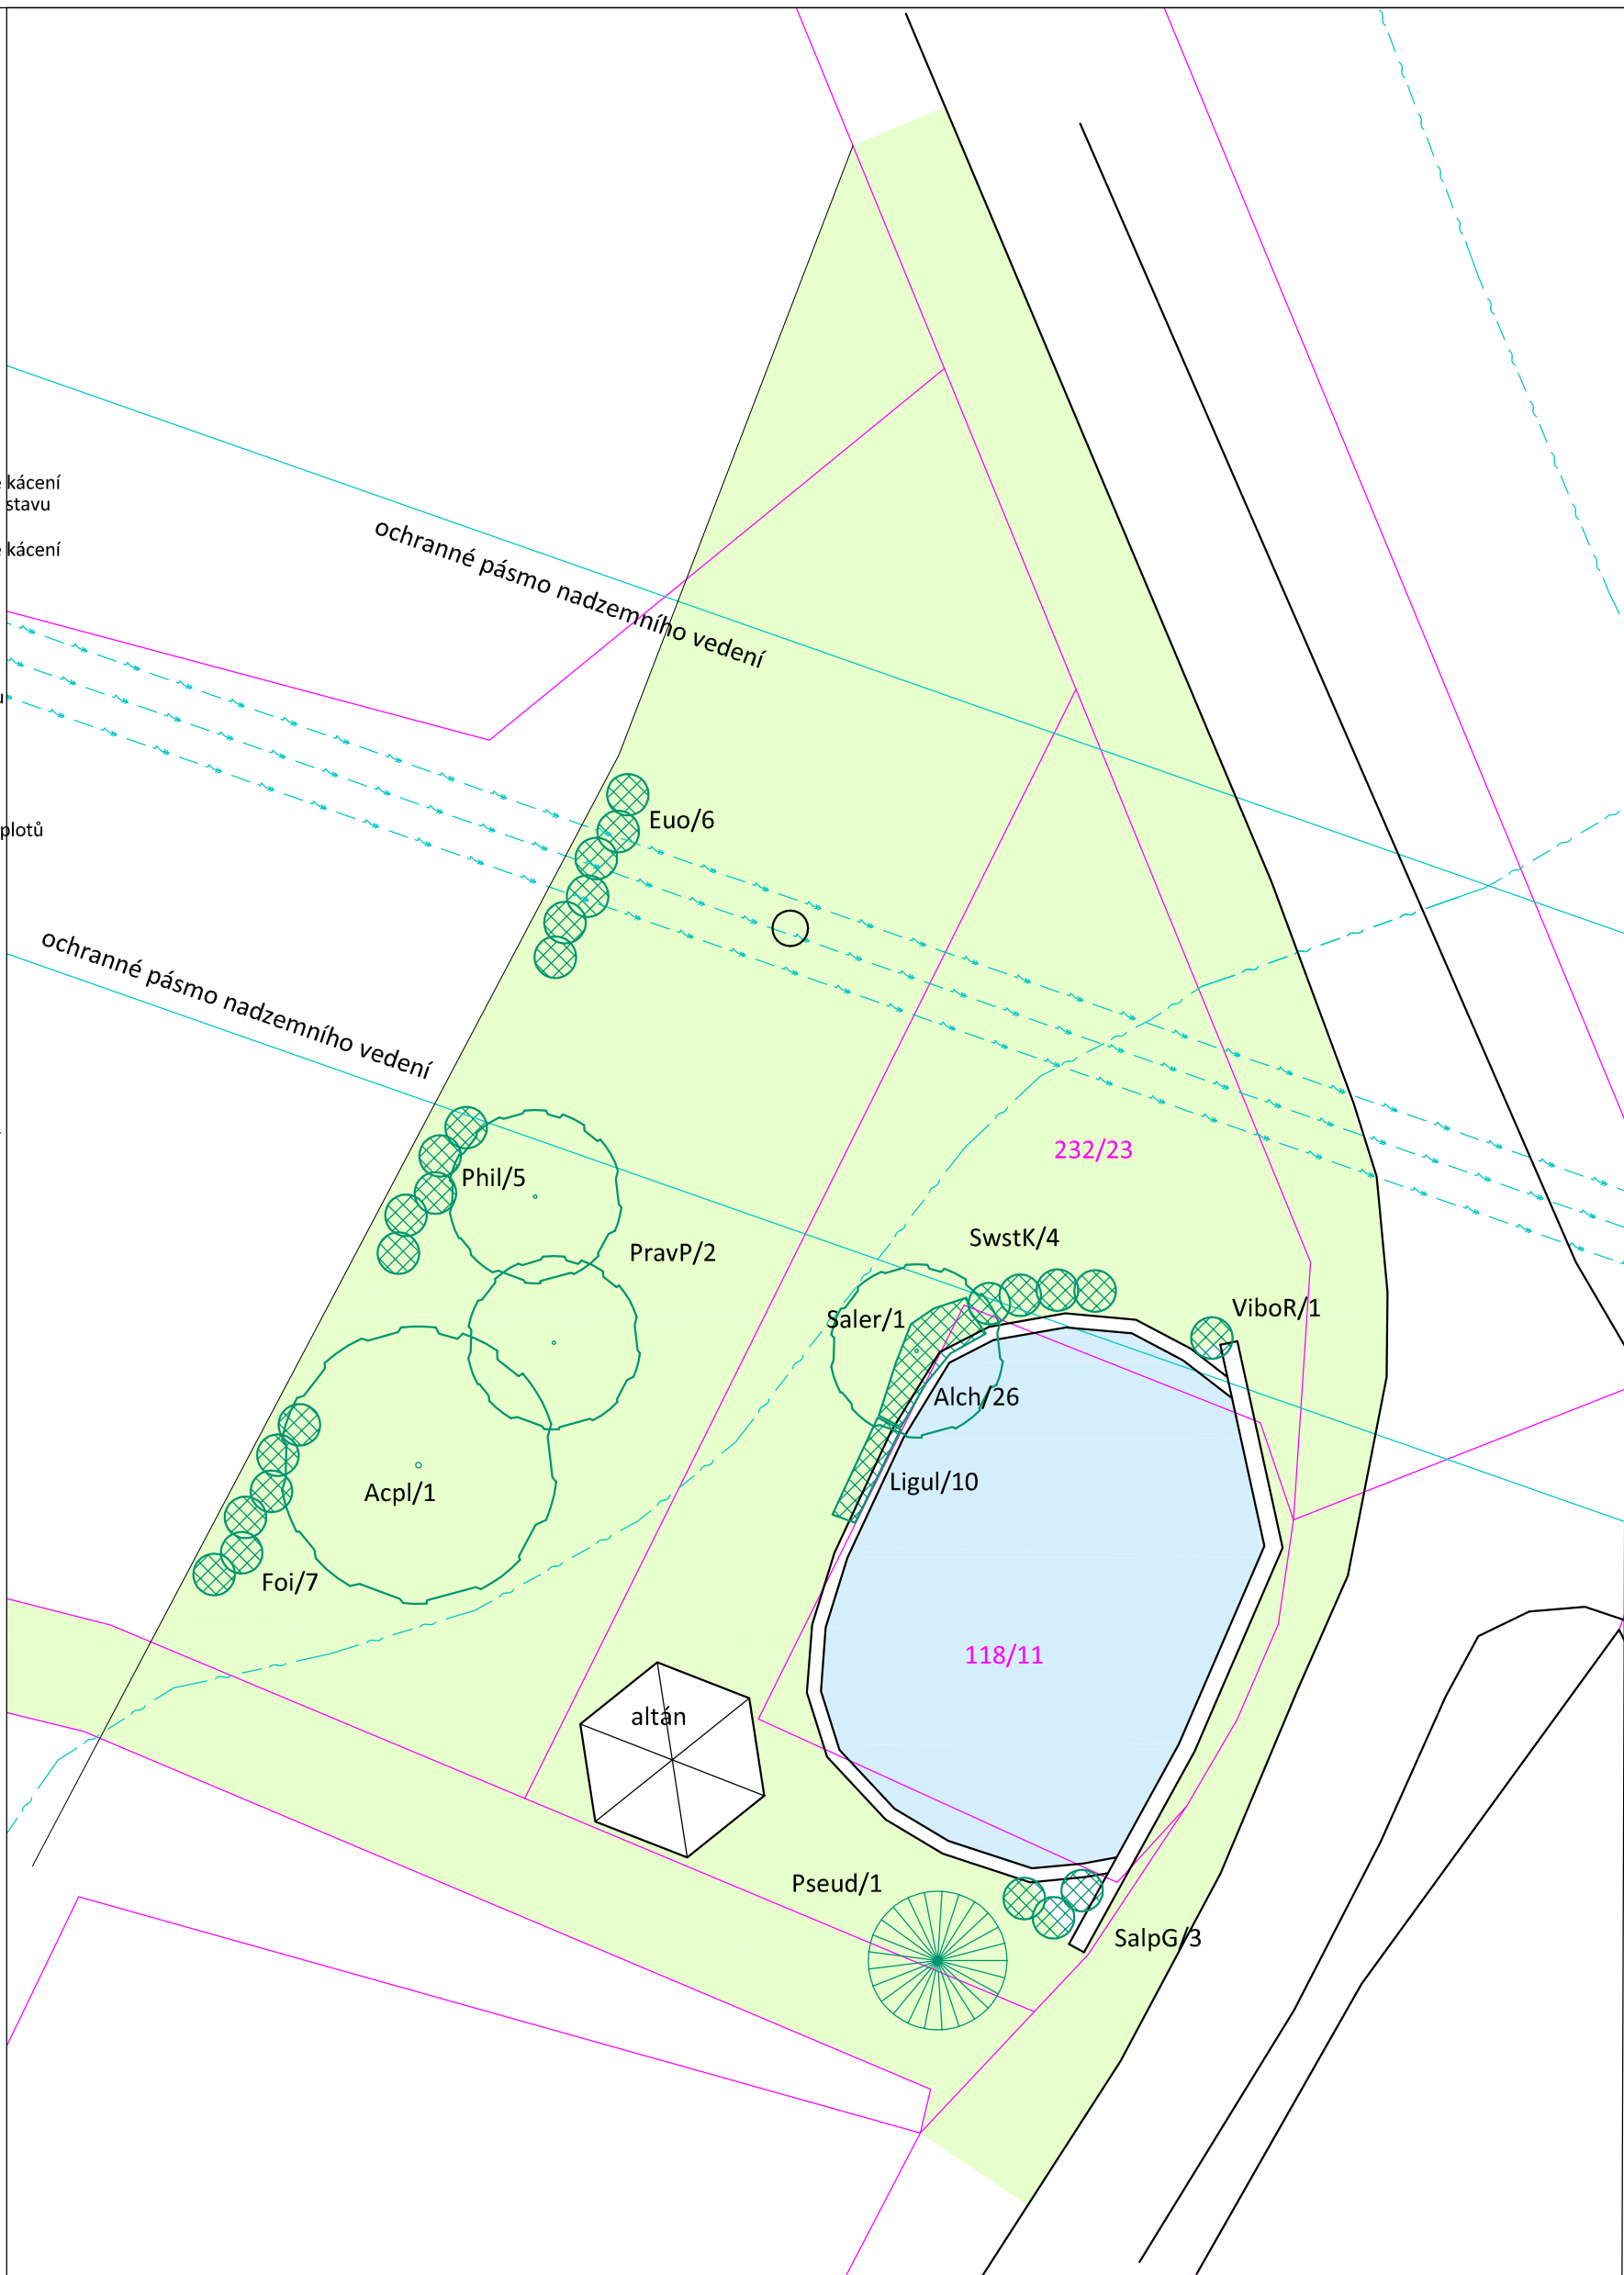 kácení
stavu
kácení
ochranné pásmo nadzemního vedení
plotů
Euo/6
ochranné pásmo nadzemního vedení
232/23
Phil/5
PravP/2
SwstK/4
ViboR/1
Saler/1
Alch/26
Ligul/10
Acpl/1
Foi/7
118/11
altán
Pseud/1
SalpG/3